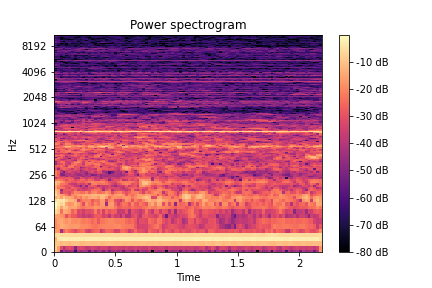 Power spectrogram
8192
4096
2048
1024
512
256
128
64
0
Hz
0
0.5
1
1.5
2
Time
-10 dB
-20 dB
-30 dB
-40 dB
-50 dB
-60 dB
-70 dB
-80 dB